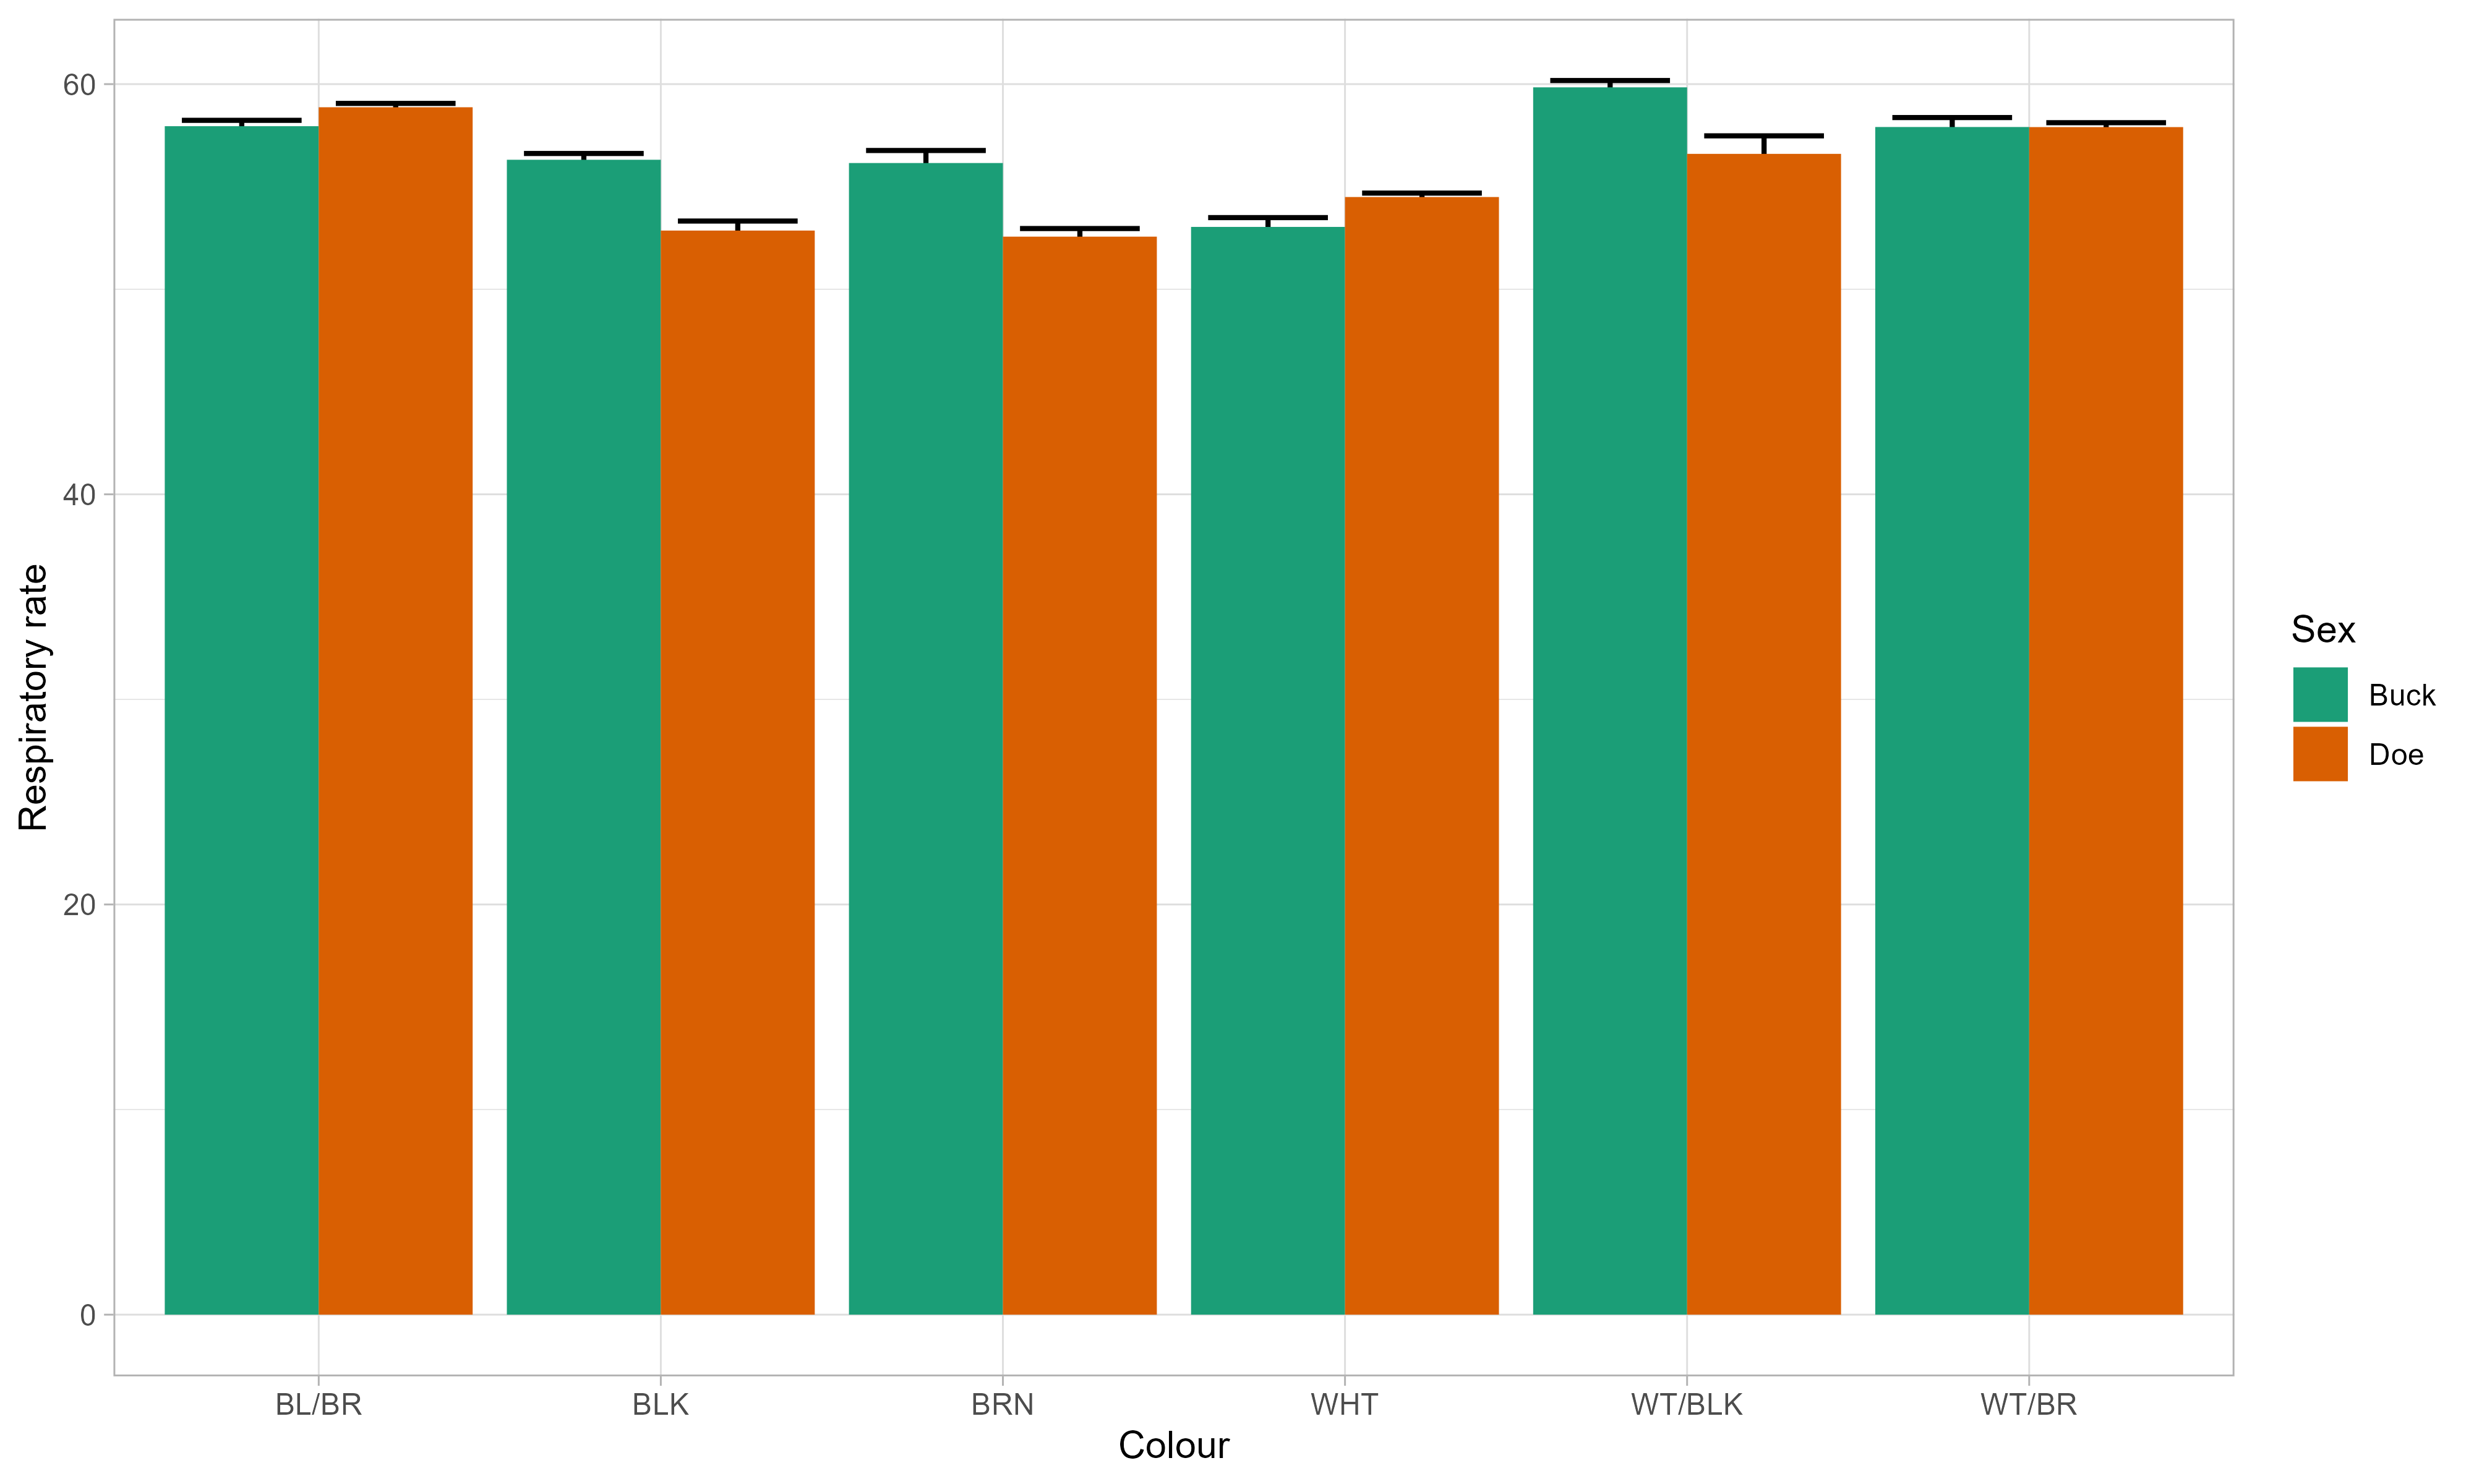 60
40
20
0
Respiratory rate
BL/BR
BLK
BRN
WHT
WT/BLK
WT/BR
Colour
Sex
Buck
Doe